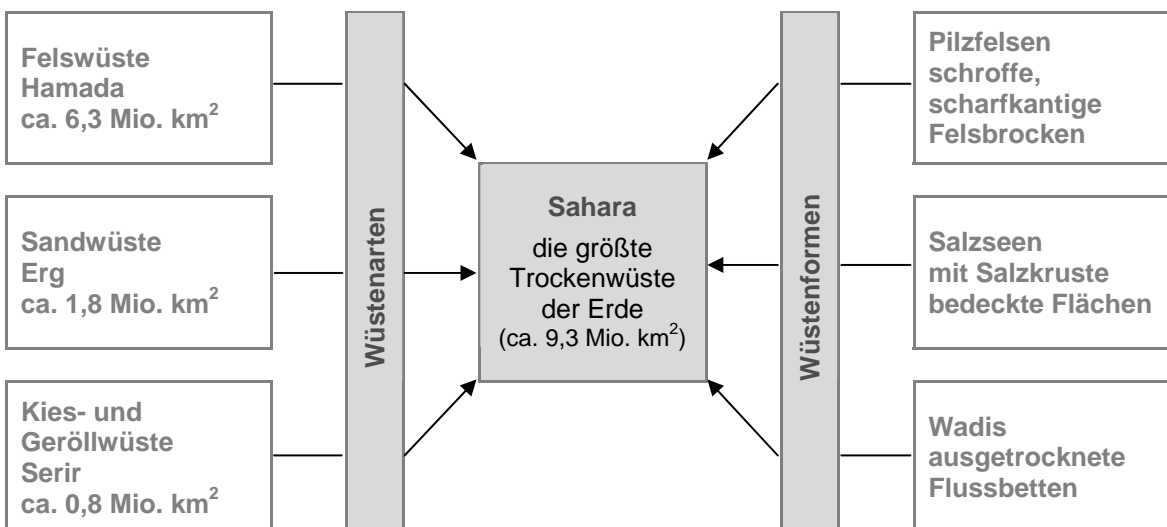 Felswüste
Hamada
ca. 6,3 Mio. km²
Sandwüste
Erg
ca. 1,8 Mio. km²
Kies- und
Geröllwüste
Serir
ca. 0,8 Mio. km²
Wüstenarten
Sahara
die größte
Trockenwüste
der Erde
(ca. 9,3 Mio. km²)
Wüstenformen
Pilzfelsen
schroffe,
scharfkantige
Felsbrocken
Salzseen
mit Salzkruste
bedeckte Flächen
Wadis
ausgetrocknete
Flussbetten